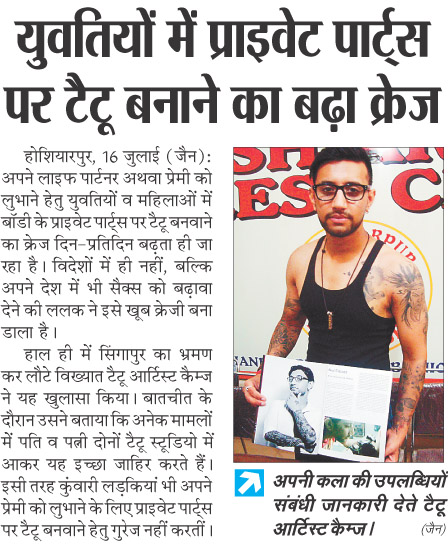 युवतियों में प्राइवेट पार्ट्स
पर टैटू बनाने का बढ़ा क्रेज
होशियारपुर, 16 जुलाई (जैन):
अपने लाइफ पार्टनर अथवा प्रेमी को
लुभाने हेतु युवतियों व महिलाओं में
बॉडी के प्राइवेट पार्ट्स पर टैटू बनवाने
का क्रेज दिन-प्रतिदिन बढ़ता ही जा
रहा है। विदेशों में ही नहीं, बल्कि
अपने देश में भी सैक्स को बढ़ावा
देने की ललक ने इसे खूब क्रेजी बना
डाला है।
हाल ही में सिंगापुर का भ्रमण
कर लौटे विख्यात टैटू आर्टिस्ट कैम्ज
ने यह खुलासा किया। बातचीत के
दौरान उसने बताया कि अनेक मामलों
में पति व पत्नी दोनों टैटू स्टूडियो में
आकर यह इच्छा जाहिर करते हैं।
इसी तरह कुंवारी लड़कियां भी अपने
प्रेमी को लुभाने के लिए प्राइवेट पार्ट्स
पर टैटू बनवाने हेतु गुरेज नहीं करतीं।
अपनी कला की उपलब्धियों
संबंधी जानकारी देते टैटू
आर्टिस्ट कैम्ज।
(जैन)